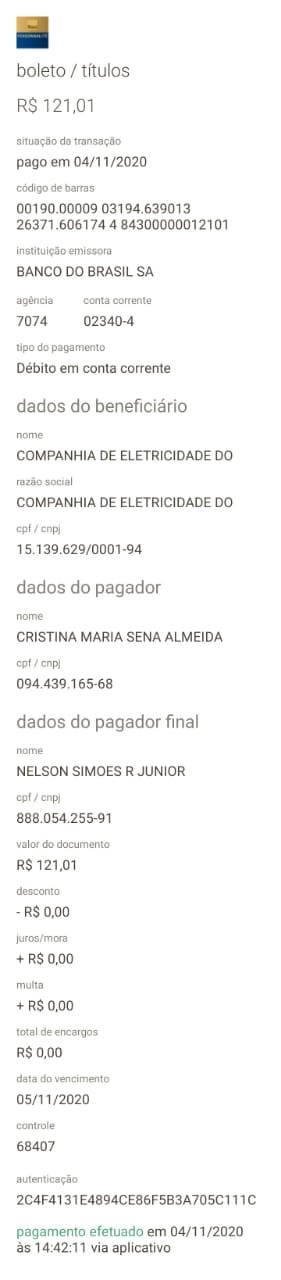 PERSONNALITÉ
boleto / títulos
R$ 121,01
situação da transação
pago em 04/11/2020
código de barras
00190.00009 03194.639013
26371.606174 4 84300000012101
instituição emissora
BANCO DO BRASIL SA
agência conta corrente
7074 02340-4
tipo do pagamento
Débito em conta corrente
dados do beneficiário
nome
COMPANHIA DE ELETRICIDADE DO
razão social
COMPANHIA DE ELETRICIDADE DO
cpf / cnpj
15.139.629/0001-94
dados do pagador
nome
CRISTINA MARIA SENA ALMEIDA
cpf / cnpj
094.439.165-68
dados do pagador final
nome
NELSON SIMOES R JUNIOR
cpf / cnpj
888.054.255-91
valor do documento
R$ 121,01
desconto
- R$ 0,00
juros/mora
+ R$ 0,00
multa
+ R$ 0,00
total de encargos
R$ 0,00
data do vencimento
05/11/2020
controle
68407
autenticação
2C4F4131E4894CE86F5B3A705C111C
pagamento efetuado em 04/11/2020
às 14:42:11 via aplicativo